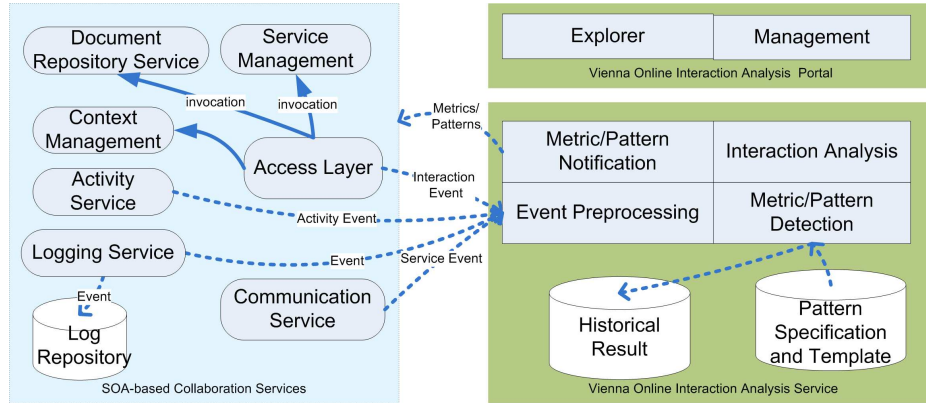 Document
Repository Service
Service
Management
invocation
invocation
Context
Management
Access Layer
Activity
Service
Activity Event
Logging Service
Event
Event
Communication
Service
Log
Repository
SOA-based Collaboration Services
Metrics/
Patterns
Interaction
Event
Service Event
Explorer
Management
Vienna Online Interaction Analysis Portal
Metric/Pattern
Notification
Interaction Analysis
Event Preprocessing
Metric/Pattern
Detection
Historical
Result
Pattern
Specification
and Template
Vienna Online Interaction Analysis Service